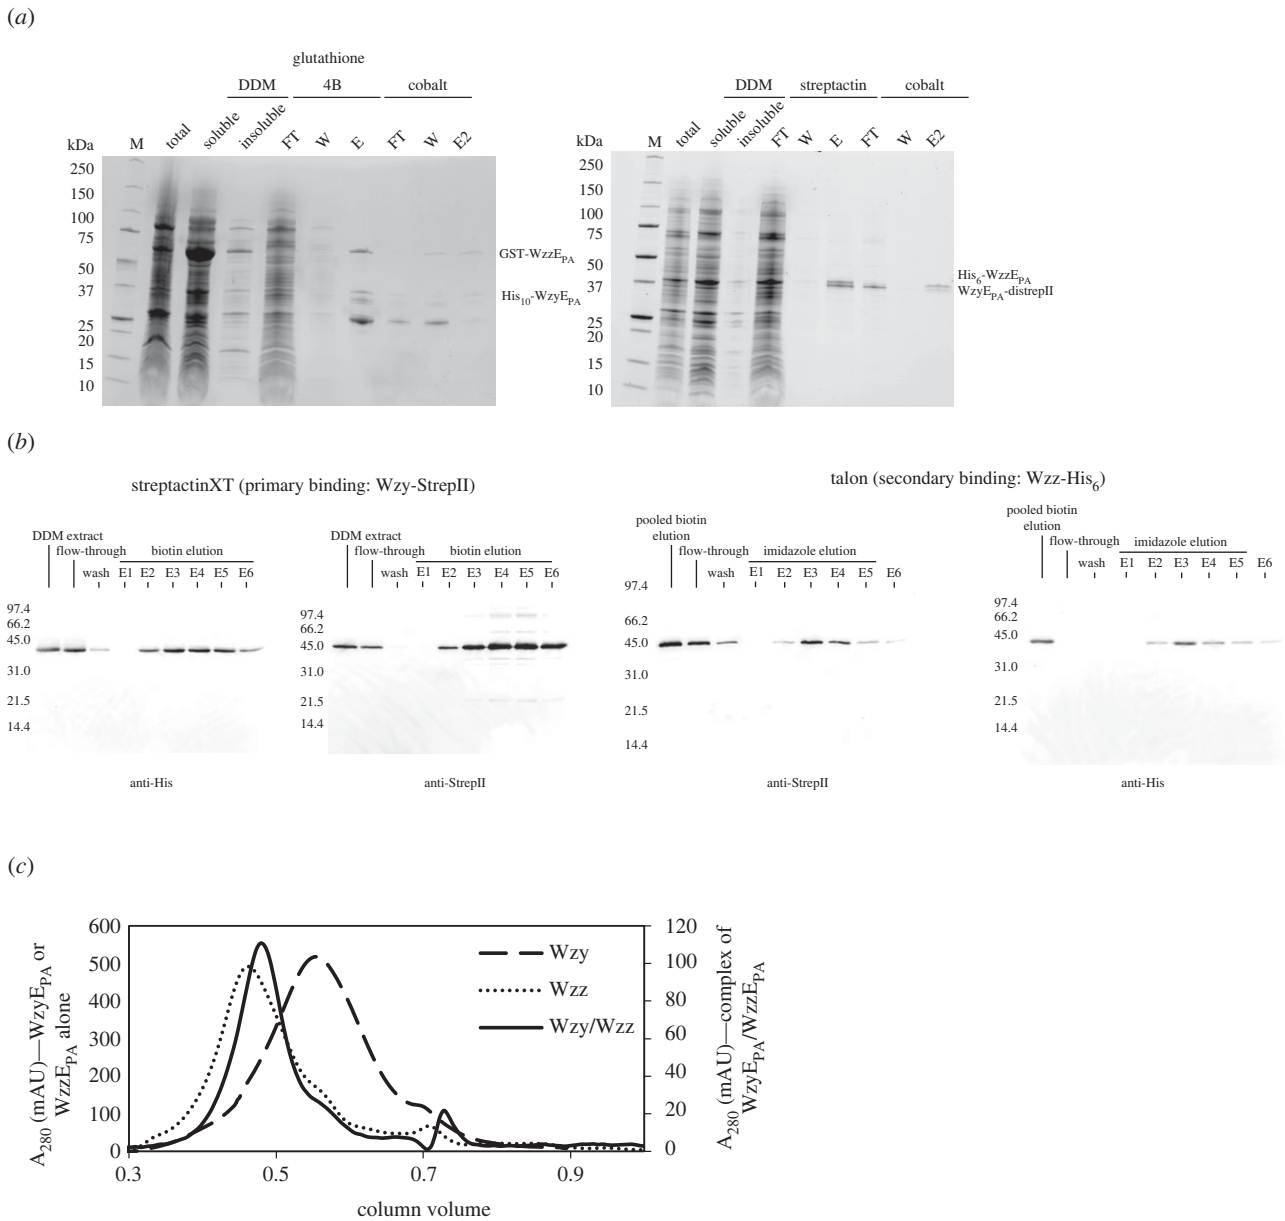 (a)
glutathione
DDM 4B cobalt
kDa M total soluble insoluble FT W E FT W E2
250
150
100
75
50
37
25
20
15
10
GST-WzzE_PA
His_10-WzyE_PA
DDM streptactin cobalt
kDa M total soluble insoluble FT W E FT W E2
250
150
100
75
50
37
25
20
15
10
His_6-WzzE_PA
WzyE_PA-distrepII
(b)
streptactinXT (primary binding: Wzy-StrepII)
DDM extract
flow-through biotin elution
wash E1 E2 E3 E4 E5 E6
97.4
66.2
45.0
31.0
21.5
14.4
anti-His
DDM extract
flow-through biotin elution
wash E1 E2 E3 E4 E5 E6
97.4
66.2
45.0
31.0
21.5
14.4
anti-StrepII
talon (secondary binding: Wzz-His_6)
pooled biotin
elution
flow-through imidazole elution
wash E1 E2 E3 E4 E5 E6
97.4
66.2
45.0
31.0
21.5
14.4
anti-StrepII
pooled biotin
elution
flow-through imidazole elution
wash E1 E2 E3 E4 E5 E6
97.4
66.2
45.0
31.0
21.5
14.4
anti-His
(c)
A_280 (mAU)—WzyE_PA or
WzzE_PA alone
600
500
400
300
200
100
0
0.3 0.5 0.7 0.9
column volume
Wzy
Wzz
Wzy/Wzz
120
100
80
60
40
20
0
A_280 (mAU)—complex of
WzyE_PA/WzzE_PA